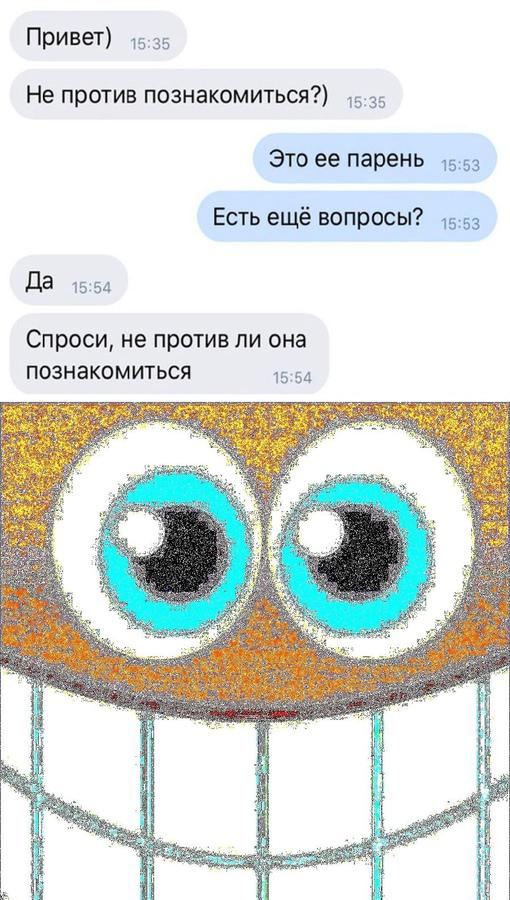 Привет) 15:35
Не против познакомиться?) 15:35
Это ее парень 15:53
Есть ещё вопросы? 15:53
Да 15:54
Спроси, не против ли она
познакомиться 15:54